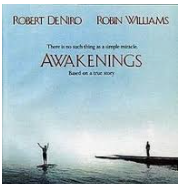 ROBERT DENIRO ROBIN WILLIAMS
There is no such thing as a simple miracle.
AWAKENINGS
Based on a true story